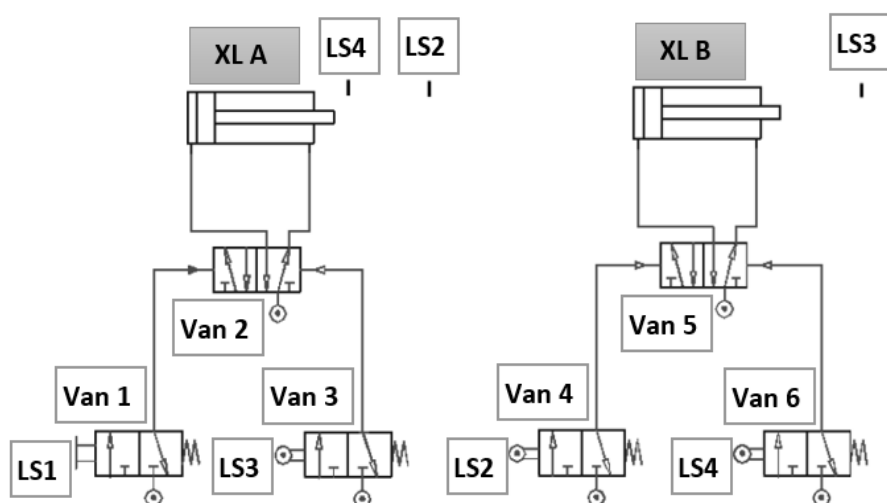 XL A
LS4
LS2
XL B
LS3
Van 2
Van 5
Van 1
Van 3
Van 4
Van 6
LS1
LS3
LS2
LS4